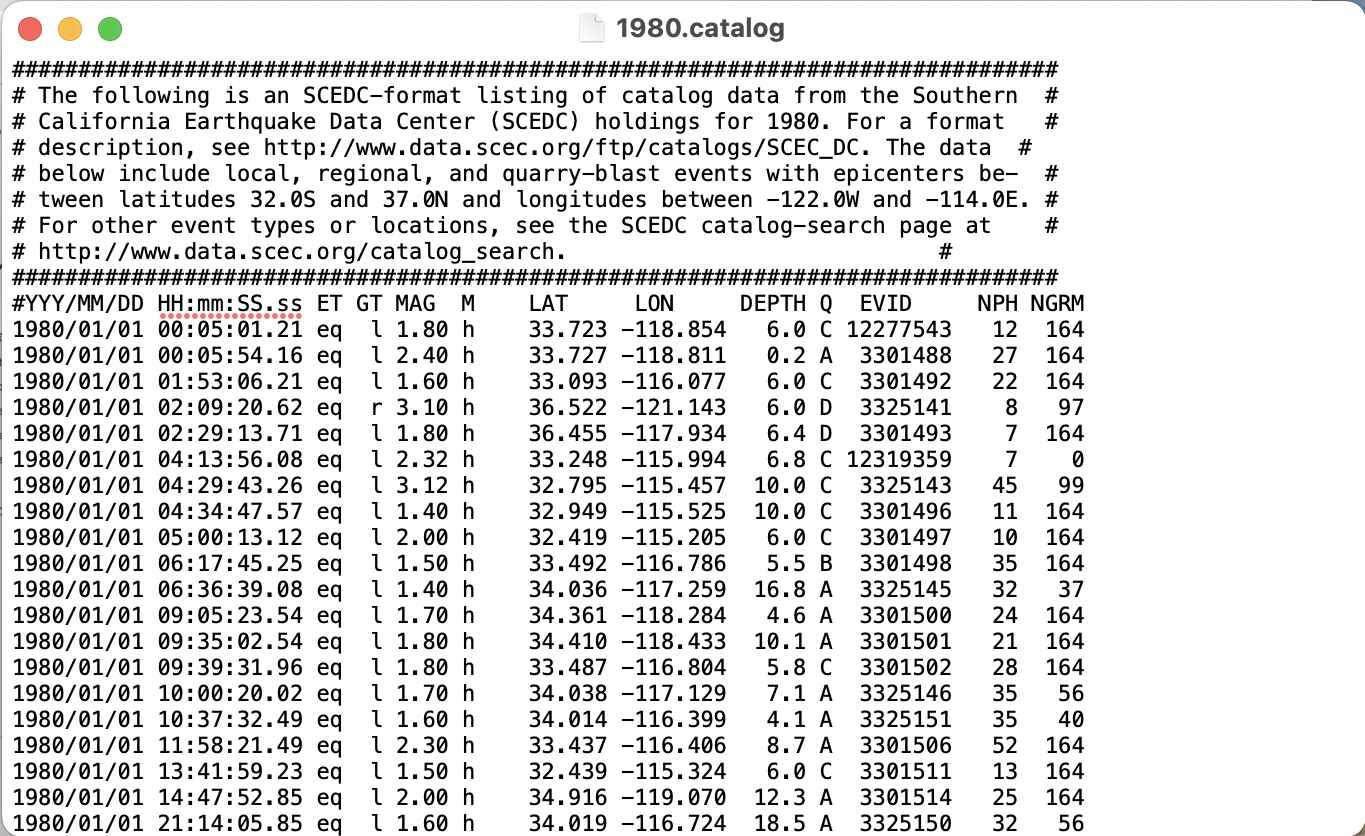 1980.catalog
###############################################################################
# The following is an SCEDC-format listing of catalog data from the Southern  #
# California Earthquake Data Center (SCEDC) holdings for 1980. For a format   #
# description, see http://www.data.scec.org/ftp/catalogs/SCEC_DC. The data  #
# below include local, regional, and quarry-blast events with epicenters be-  #
# tween latitudes 32.0S and 37.0N and longitudes between -122.0W and -114.0E. #
# For other event types or locations, see the SCEDC catalog-search page at    #
# http://www.data.scec.org/catalog_search.                            #
###############################################################################
#YYY/MM/DD HH:mm:SS.ss ET GT MAG  M    LAT     LON     DEPTH Q  EVID     NPH NGRM
1980/01/01 00:05:01.21 eq  l 1.80 h    33.723 -118.854   6.0 C 12277543   12  164
1980/01/01 00:05:54.16 eq  l 2.40 h    33.727 -118.811   0.2 A  3301488   27  164
1980/01/01 01:53:06.21 eq  l 1.60 h    33.093 -116.077   6.0 C  3301492   22  164
1980/01/01 02:09:20.62 eq  r 3.10 h    36.522 -121.143   6.0 D  3325141    8   97
1980/01/01 02:29:13.71 eq  l 1.80 h    36.455 -117.934   6.4 D  3301493    7  164
1980/01/01 04:13:56.08 eq  l 2.32 h    33.248 -115.994   6.8 C 12319359    7    0
1980/01/01 04:29:43.26 eq  l 3.12 h    32.795 -115.457  10.0 C  3325143   45   99
1980/01/01 04:34:47.57 eq  l 1.40 h    32.949 -115.525  10.0 C  3301496   11  164
1980/01/01 05:00:13.12 eq  l 2.00 h    32.419 -115.205   6.0 C  3301497   10  164
1980/01/01 06:17:45.25 eq  l 1.50 h    33.492 -116.786   5.5 B  3301498   35  164
1980/01/01 06:36:39.08 eq  l 1.40 h    34.036 -117.259  16.8 A  3325145   32   37
1980/01/01 09:05:23.54 eq  l 1.70 h    34.361 -118.284   4.6 A  3301500   24  164
1980/01/01 09:35:02.54 eq  l 1.80 h    34.410 -118.433  10.1 A  3301501   21  164
1980/01/01 09:39:31.96 eq  l 1.80 h    33.487 -116.804   5.8 C  3301502   28  164
1980/01/01 10:00:20.02 eq  l 1.70 h    34.038 -117.129   7.1 A  3325146   35   56
1980/01/01 10:37:32.49 eq  l 1.60 h    34.014 -116.399   4.1 A  3325151   35   40
1980/01/01 11:58:21.49 eq  l 2.30 h    33.437 -116.406   8.7 A  3301506   52  164
1980/01/01 13:41:59.23 eq  l 1.50 h    32.439 -115.324   6.0 C  3301511   13  164
1980/01/01 14:47:52.85 eq  l 2.00 h    34.916 -119.070  12.3 A  3301514   25  164
1980/01/01 21:14:05.85 eq  l 1.60 h    34.019 -116.724  18.5 A  3325150   32   56